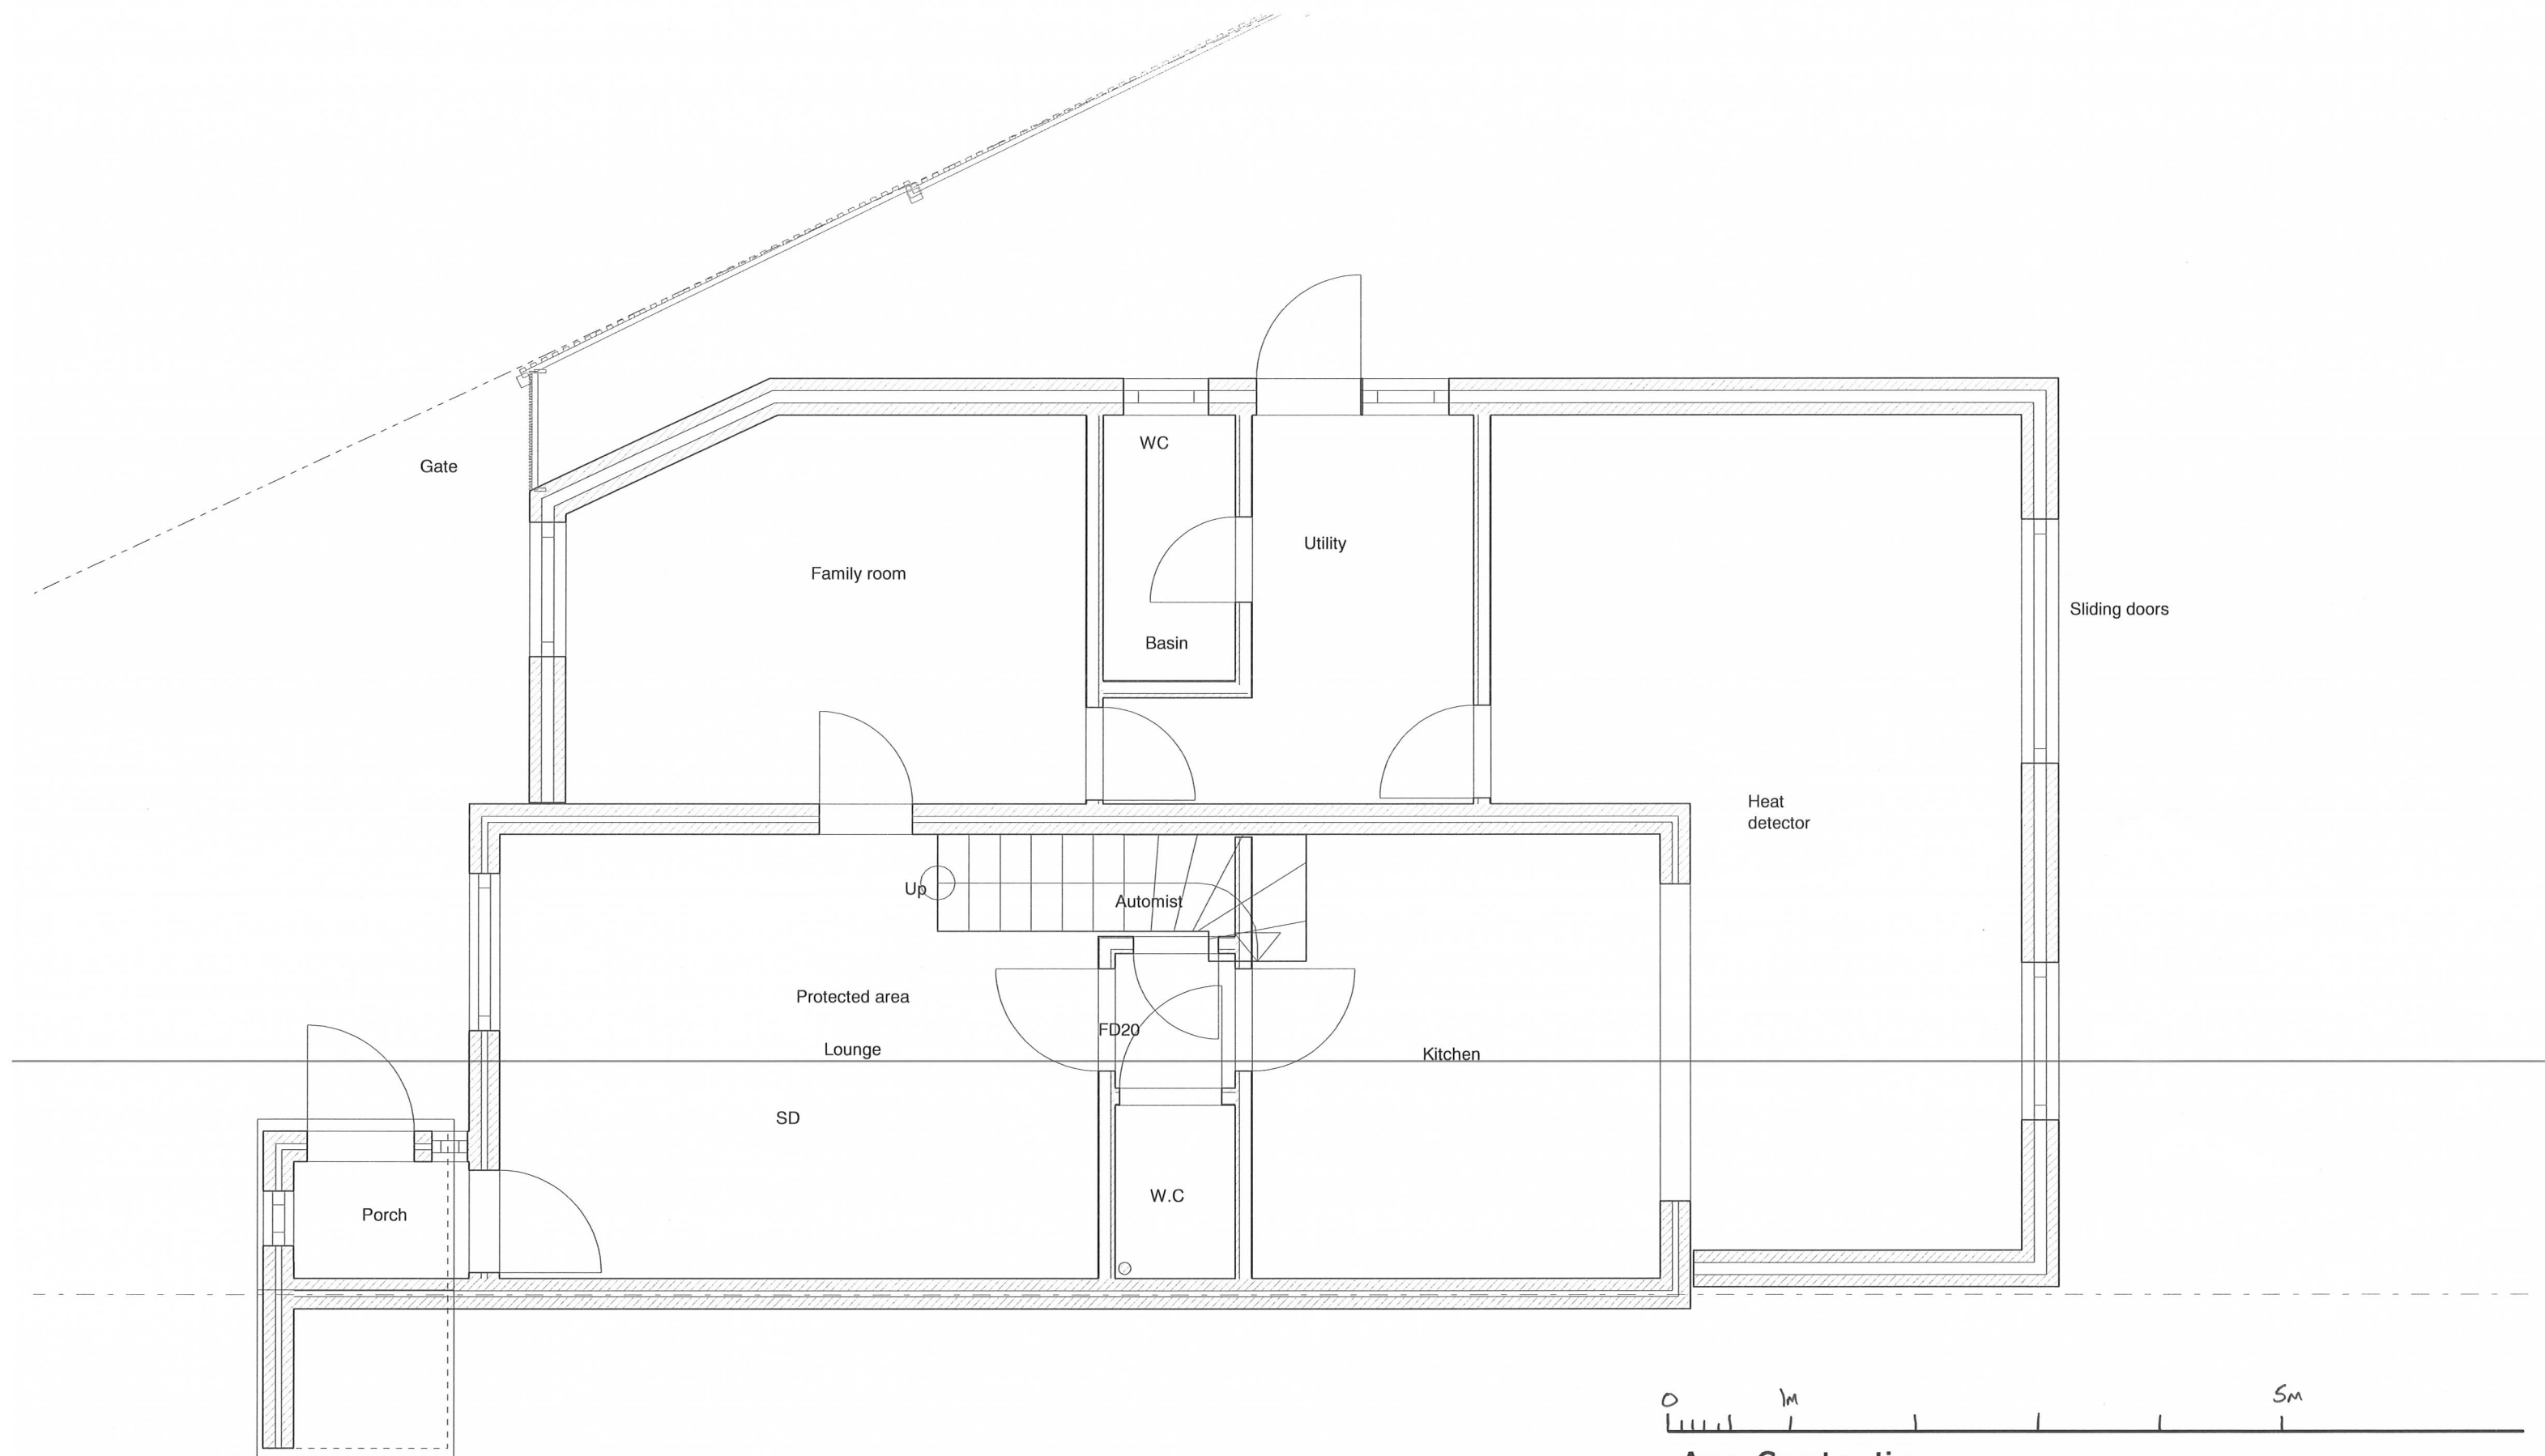 Gate
WC
Utility
Family room
Sliding doors
Basin
Heat
detector
Up
Automist
Protected area
FD20
Lounge
Kitchen
SD
W.C
Porch
0 1M 5M